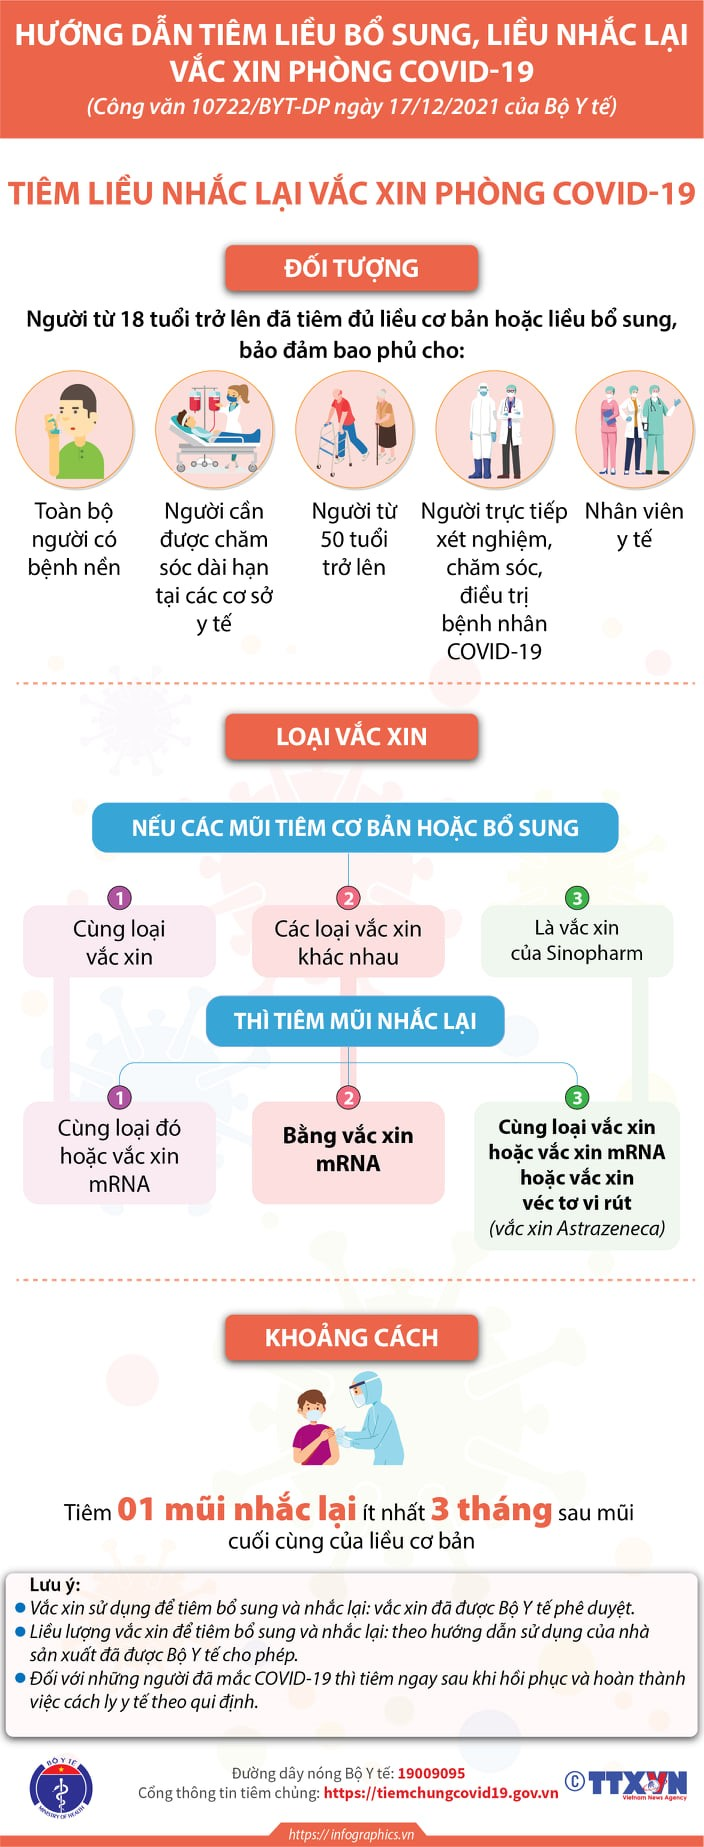 HƯỚNG DẪN TIÊM LIỀU BỔ SUNG, LIỀU NHẮC LẠI
VẮC XIN PHÒNG COVID-19
(Công văn 10722/BYT-DP ngày 17/12/2021 của Bộ Y tế)
TIÊM LIỀU NHẮC LẠI VẮC XIN PHÒNG COVID-19
ĐỐI TƯỢNG
Người từ 18 tuổi trở lên đã tiêm đủ liều cơ bản hoặc liều bổ sung,
bảo đảm bao phủ cho:
Toàn bộ
người có
bệnh nền
Người cần
được chăm
sóc dài hạn
tại các cơ sở
y tế
Người từ
50 tuổi
trở lên
Người trực tiếp
xét nghiệm,
chăm sóc,
điều trị
bệnh nhân
COVID-19
Nhân viên
y tế
LOẠI VẮC XIN
NẾU CÁC MŨI TIÊM CƠ BẢN HOẶC BỔ SUNG
1
Cùng loại
vắc xin
2
Các loại vắc xin
khác nhau
3
Là vắc xin
của Sinopharm
THÌ TIÊM MŨI NHẮC LẠI
1
Cùng loại đó
hoặc vắc xin
mRNA
2
Bằng vắc xin
mRNA
3
Cùng loại vắc xin
hoặc vắc xin mRNA
hoặc vắc xin
véc tơ vi rút
(vắc xin Astrazeneca)
KHOẢNG CÁCH
Tiêm 01 mũi nhắc lại ít nhất 3 tháng sau mũi
cuối cùng của liều cơ bản
Lưu ý:
Vắc xin sử dụng để tiêm bổ sung và nhắc lại: vắc xin đã được Bộ Y tế phê duyệt.
Liều lượng vắc xin để tiêm bổ sung và nhắc lại: theo hướng dẫn sử dụng của nhà
sản xuất đã được Bộ Y tế cho phép.
Đối với những người đã mắc COVID-19 thì tiêm ngay sau khi hồi phục và hoàn thành
việc cách ly y tế theo qui định.
BỘ Y TẾ
MINISTRY OF HEALTH
Đường dây nóng Bộ Y tế: 19009095
Cổng thông tin tiêm chủng: https://tiemchungcovid19.gov.vn
© TTXVN
Vietnam News Agency
https://infographics.vn